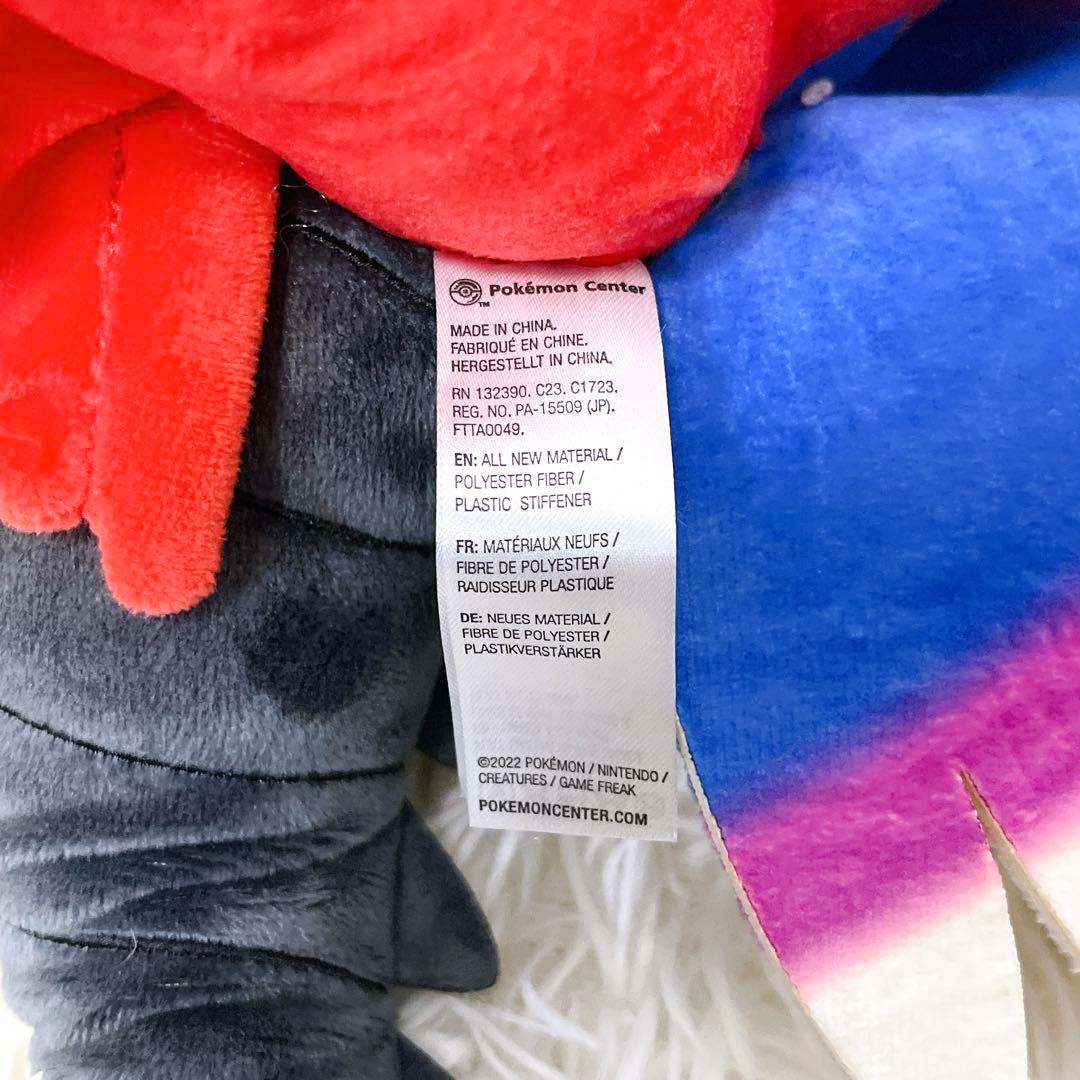 Pokémon Center
TM
MADE IN CHINA.
FABRIQUÉ EN CHINE.
HERGESTELLT IN CHINA.
RN 132390. C23. C1723.
REG. NO. PA-15509 (JP).
FTTA0049.
EN: ALL NEW MATERIAL /
POLYESTER FIBER /
PLASTIC STIFFENER
FR: MATÉRIAUX NEUFS /
FIBRE DE POLYESTER /
RAIDISSEUR PLASTIQUE
DE: NEUES MATERIAL /
FIBRE DE POLYESTER /
PLASTIKVERSTÄRKER
©2022 POKÉMON / NINTENDO /
CREATURES / GAME FREAK
POKEMONCENTER.COM